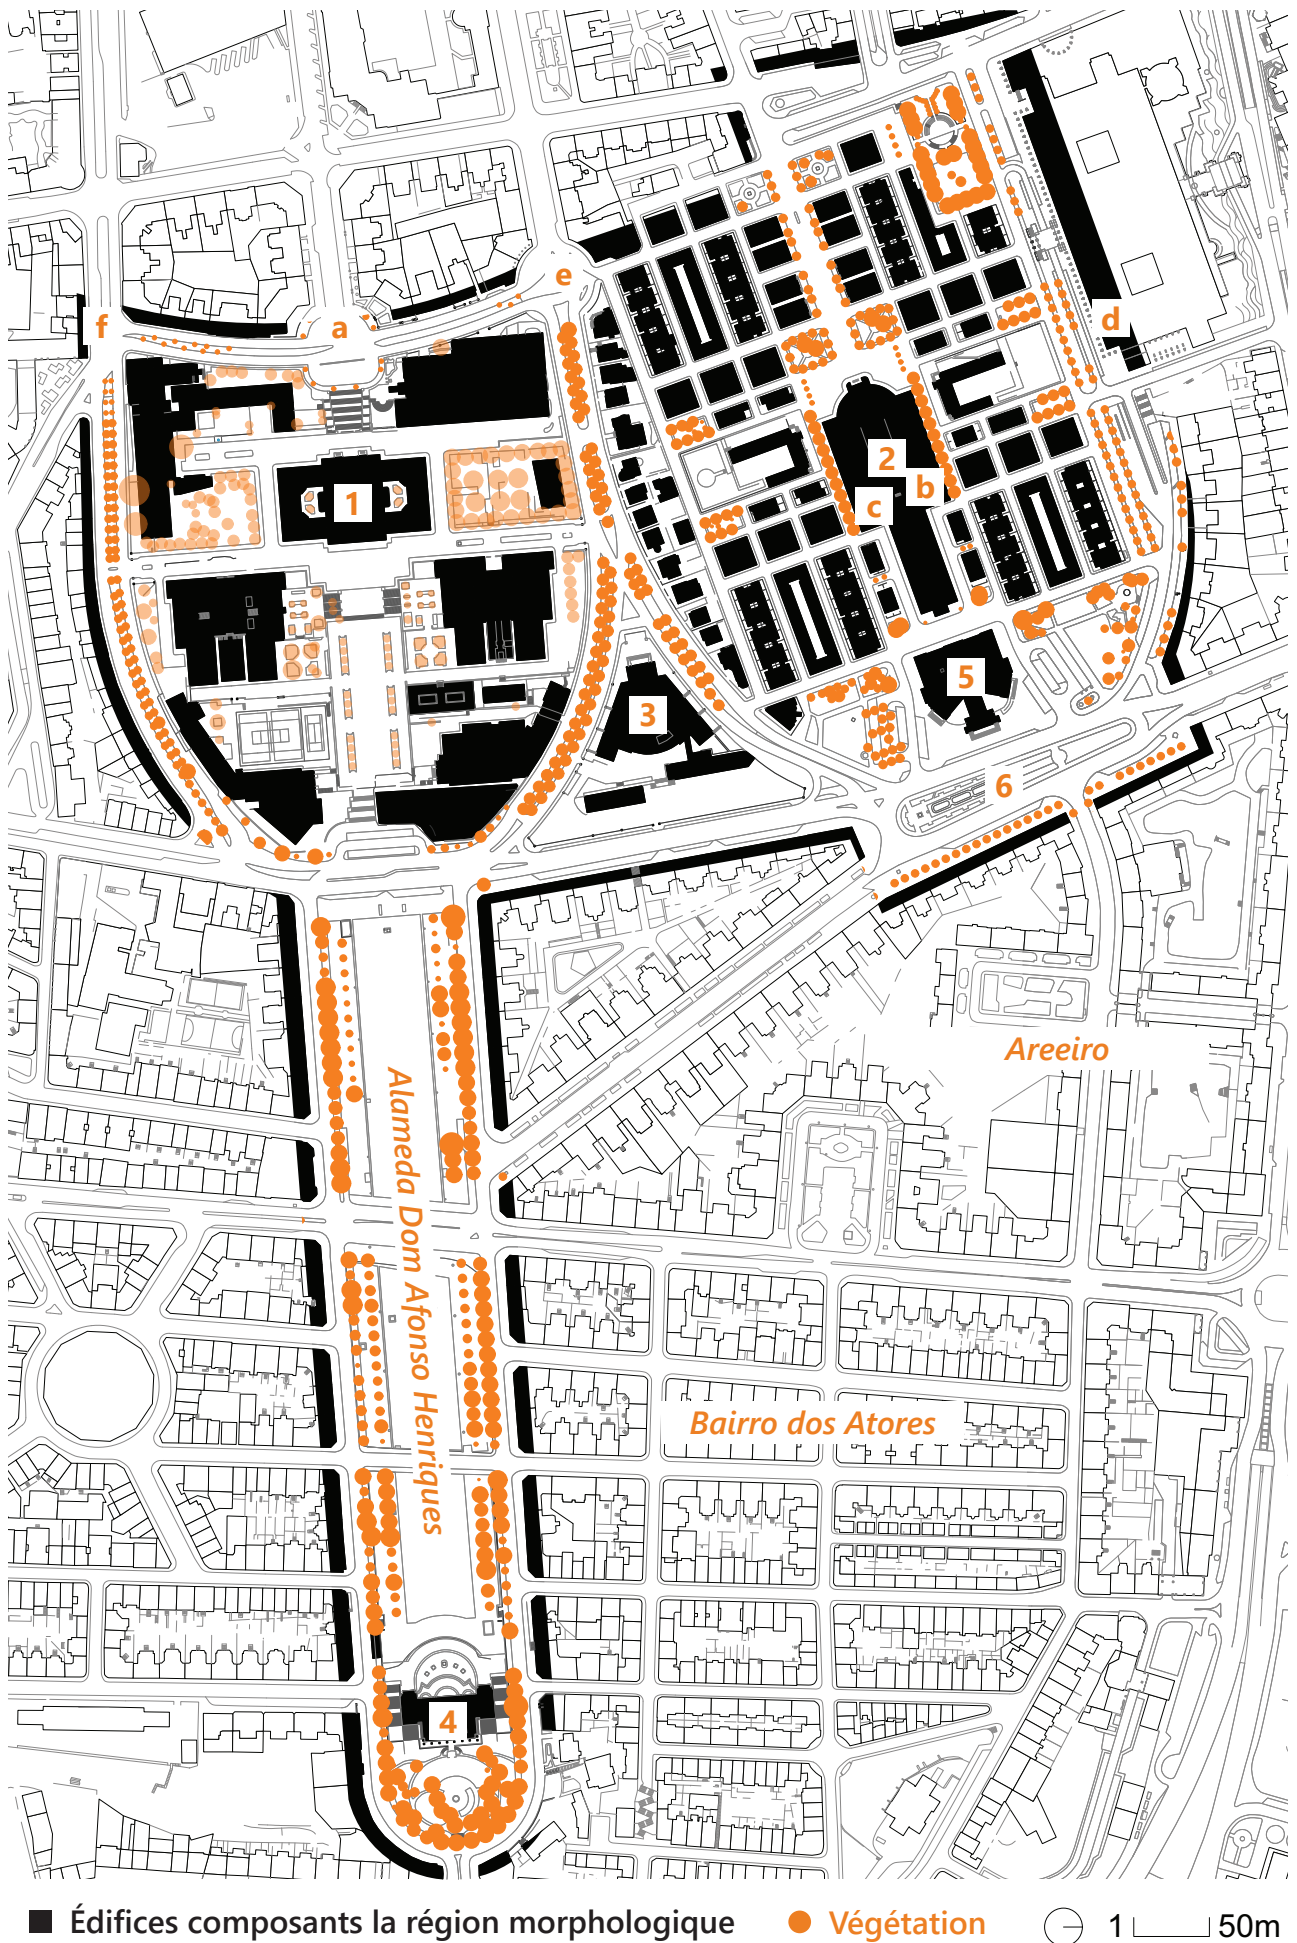 e
f
a
d
2
b
1
c
5
3
6
Areeiro
Alameda Dom Afonso Henriques
Bairro dos Atores
4
Édifices composants la région morphologique
Végétation
1 50m